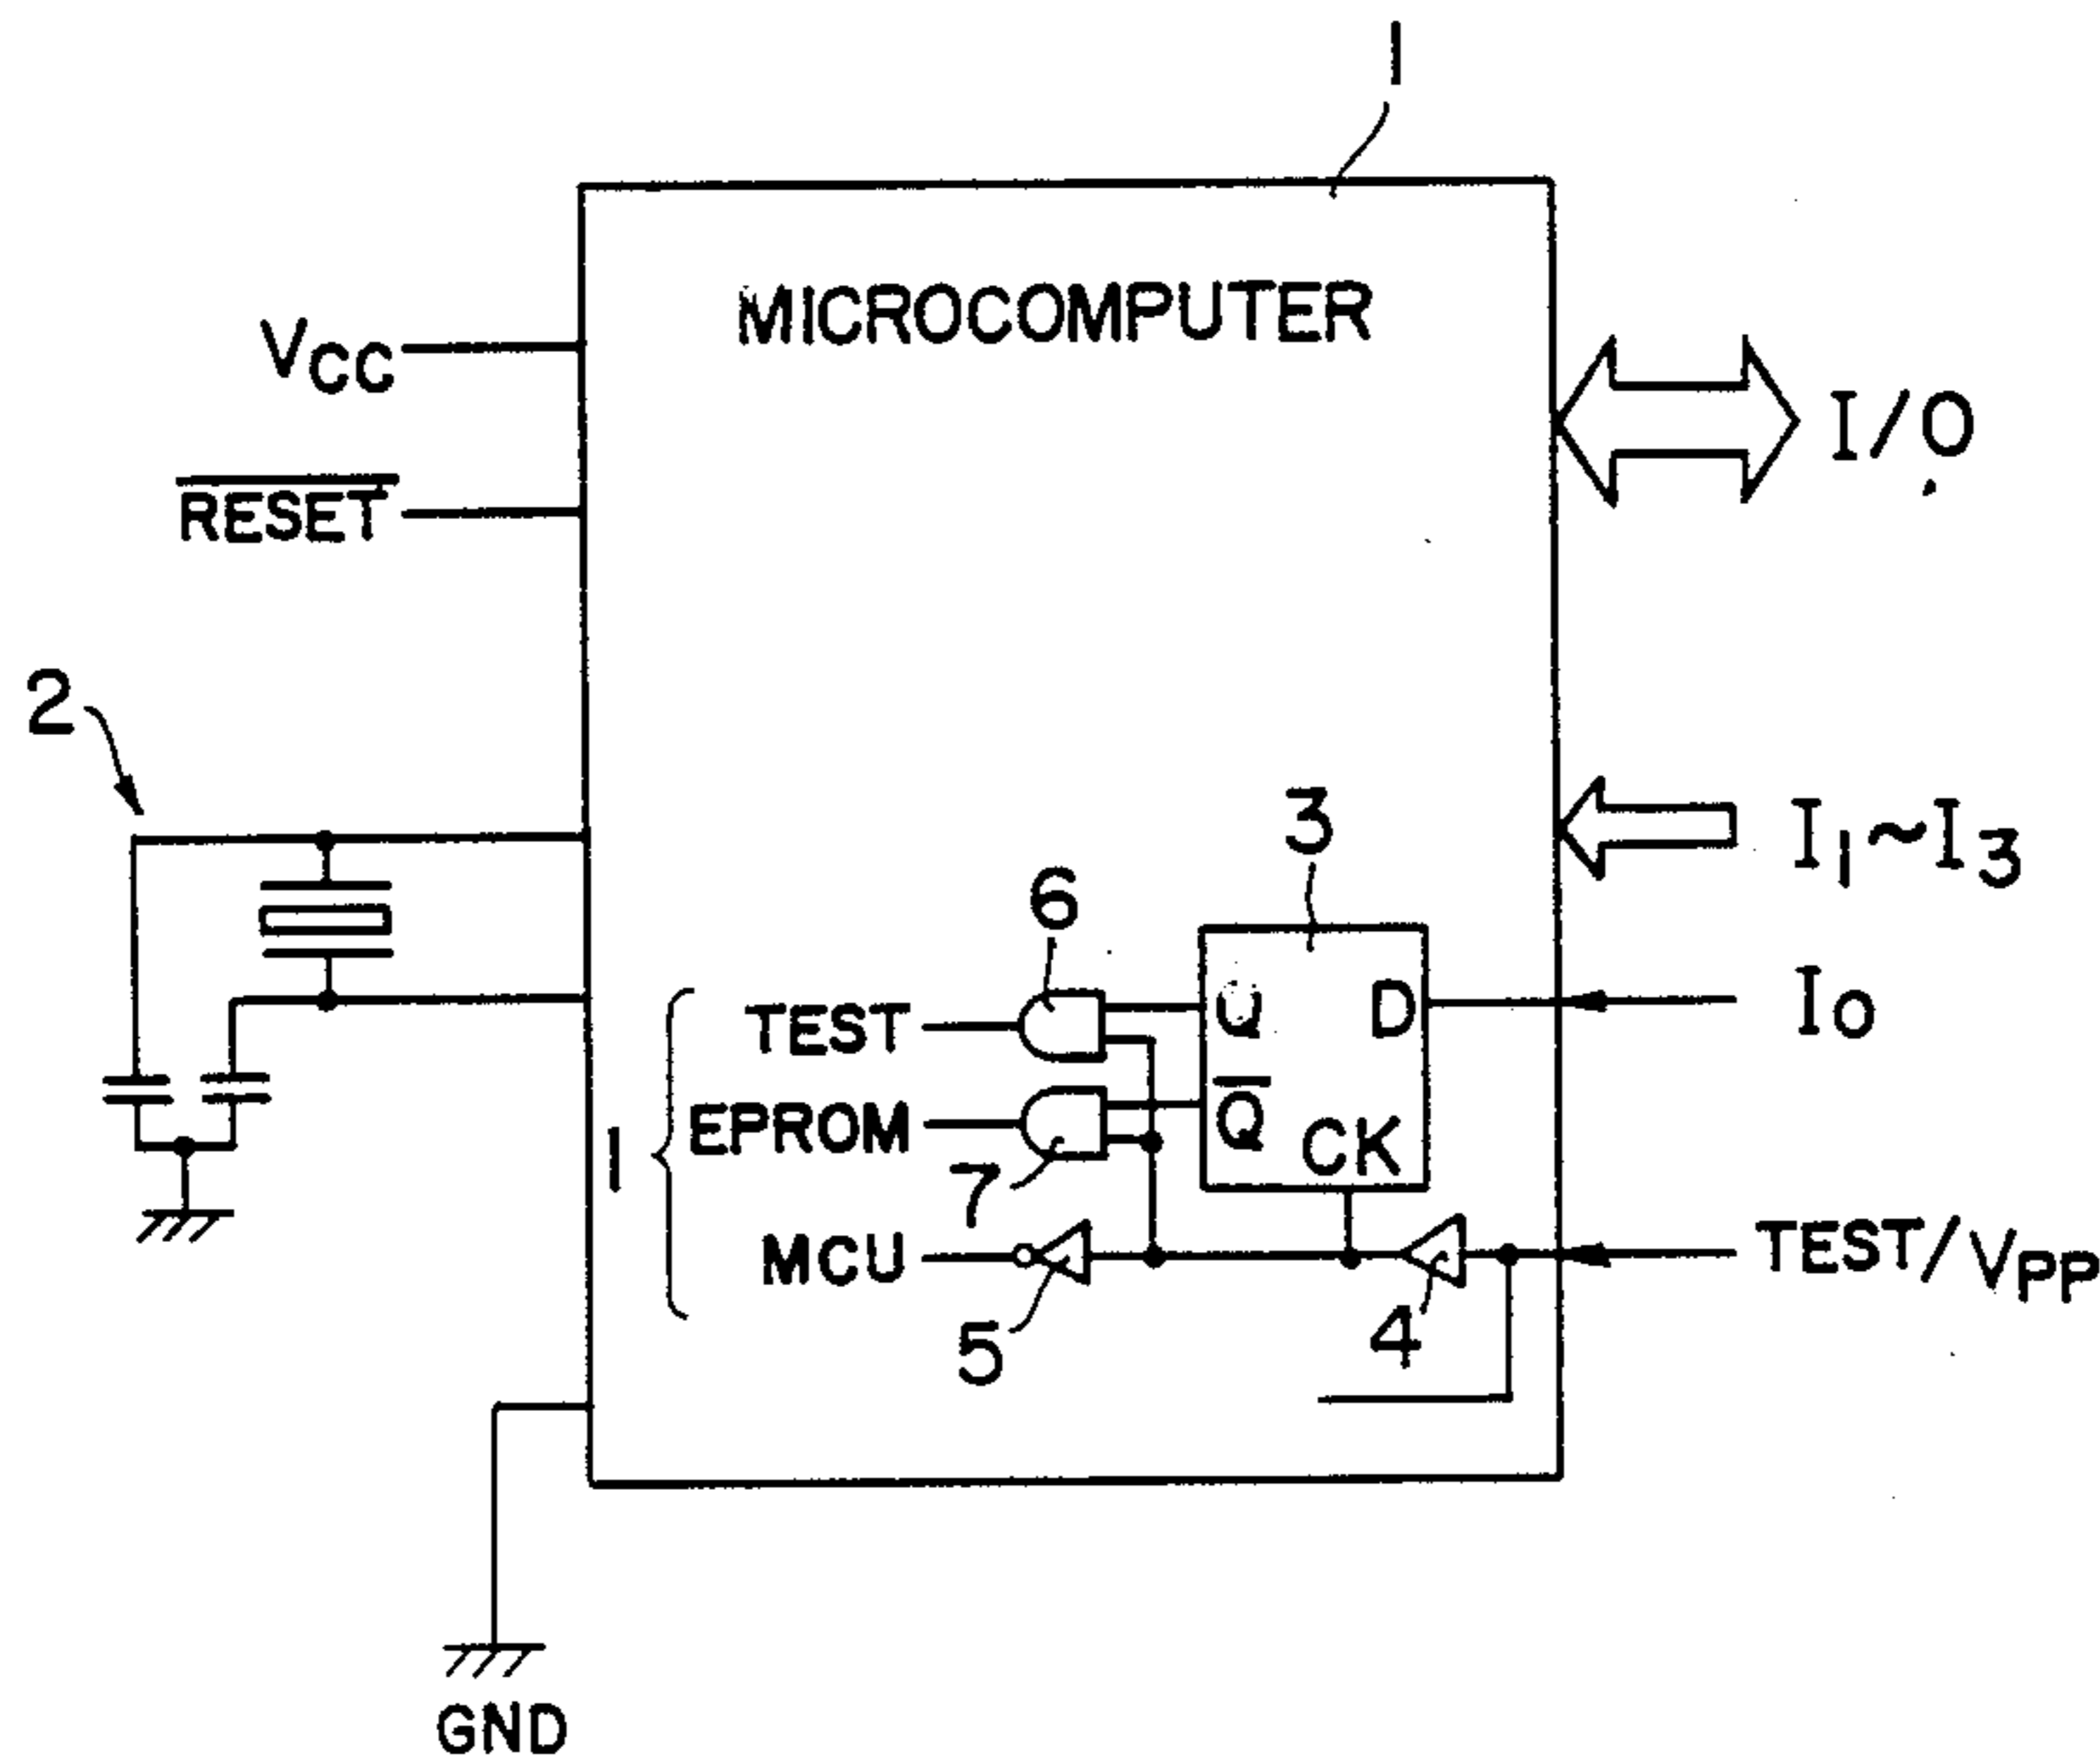 1
MICROCOMPUTER
VCC
I/O
RESET
2
3
I1~I3
6
Q D
I0
TEST
Q
EPROM
CK
1
7
MCU
TEST/VPP
5
4
GND